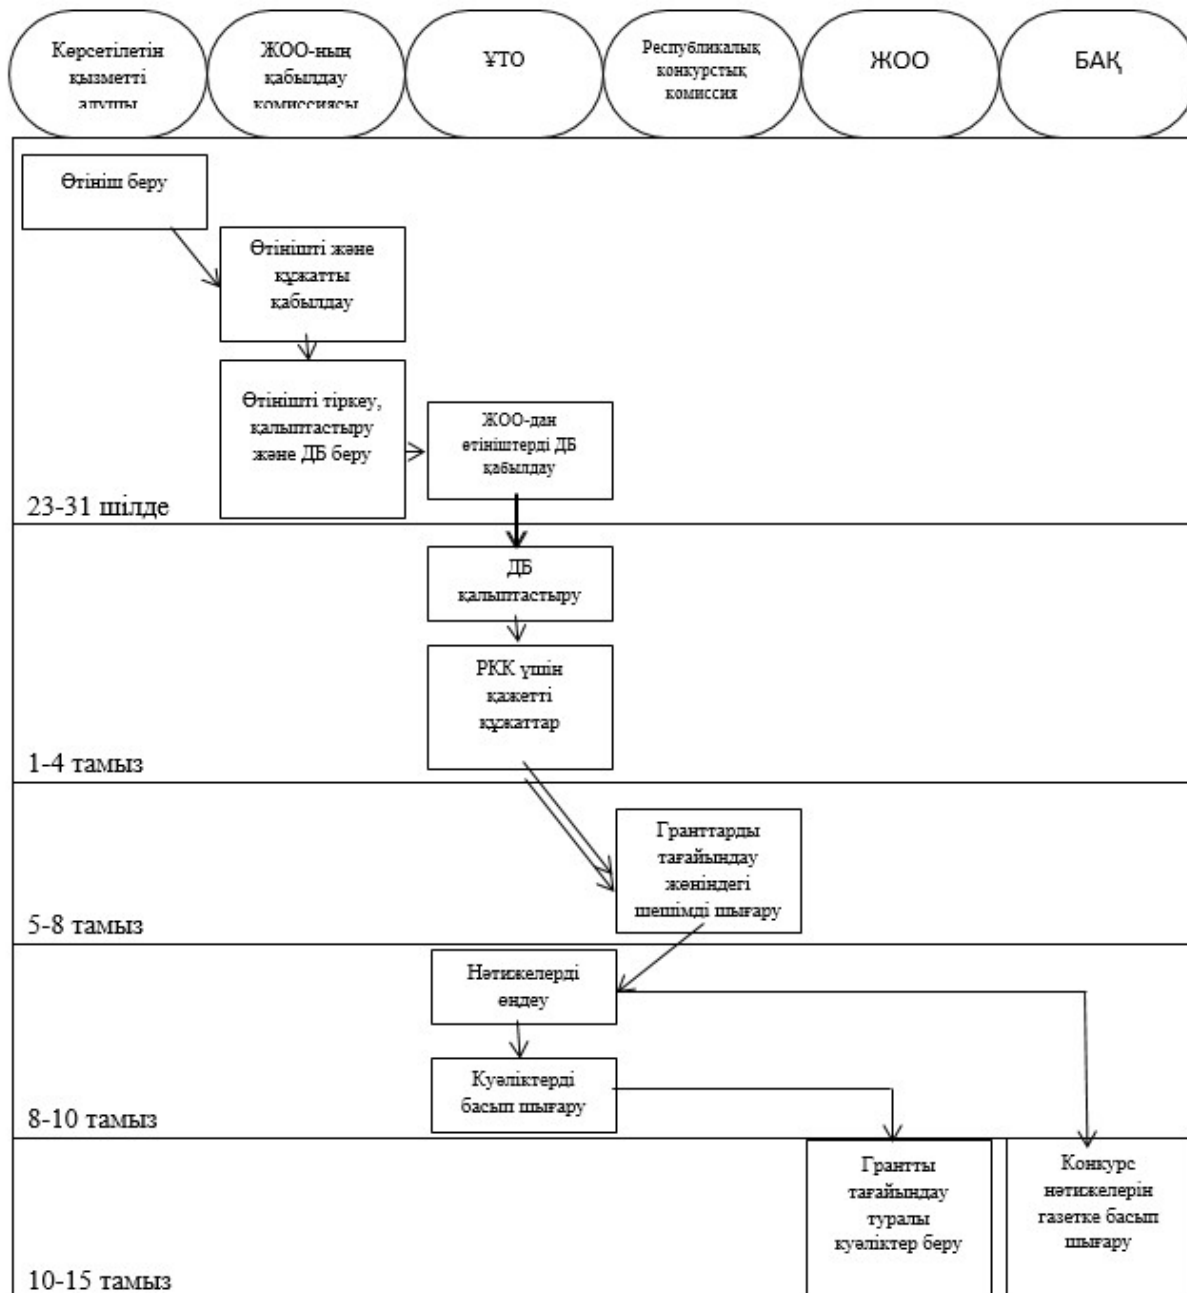 Көрсетілетін
қызметті
алушы
ЖОО-ның
қабылдау
комиссиясы
ҰТО
Республикалық
конкурстық
комиссия
ЖОО
БАҚ
Өтініш беру
Өтінішті және
құжатты
қабылдау
Өтінішті тіркеу,
қалыптастыру
және ДБ беру
ЖОО-дан
өтініштерді ДБ
қабылдау
23-31 шілде
ДБ
қалыптастыру
РКК үшін
қажетті
құжаттар
1-4 тамыз
Гранттарды
тағайындау
жөніндегі
шешімді шығару
5-8 тамыз
Нәтижелерді
өңдеу
Куәліктерді
басып шығару
8-10 тамыз
Грантты
тағайындау
туралы
куәліктер беру
Конкурс
нәтижелерін
газетке басып
шығару
10-15 тамыз